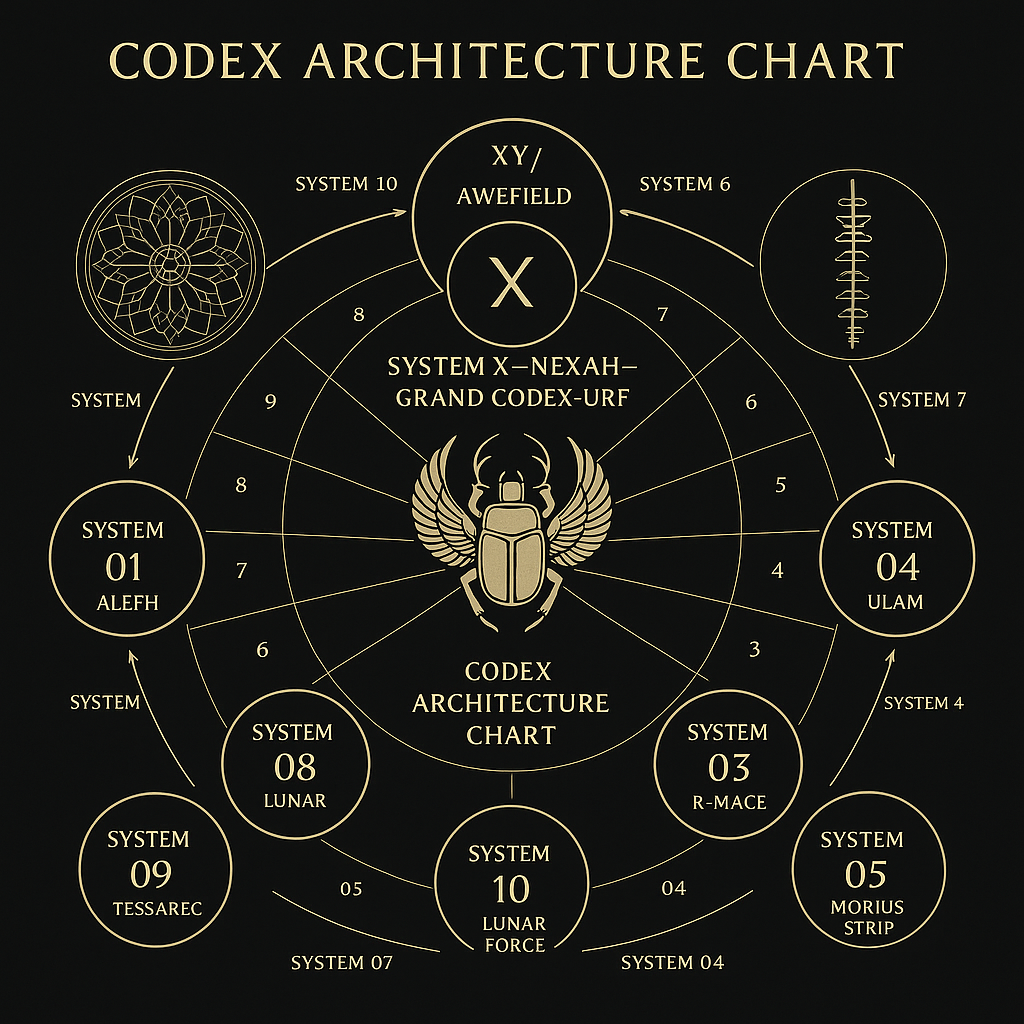 CODEX ARCHITECTURE CHART
XY/
AWEFIELD
SYSTEM 10
SYSTEM 6
X
8
7
SYSTEM X—NEXAH—
GRAND CODEX-URF
SYSTEM
9
6
SYSTEM 7
8
5
SYSTEM
01
ALEFH
7
4
SYSTEM
04
ULAM
6
3
SYSTEM
CODEX
ARCHITECTURE
CHART
SYSTEM 4
SYSTEM
08
LUNAR
SYSTEM
03
R-MACE
SYSTEM
09
TESSAREC
05
SYSTEM
10
LUNAR
FORCE
04
SYSTEM
05
MORIUS
STRIP
SYSTEM 07
SYSTEM 04